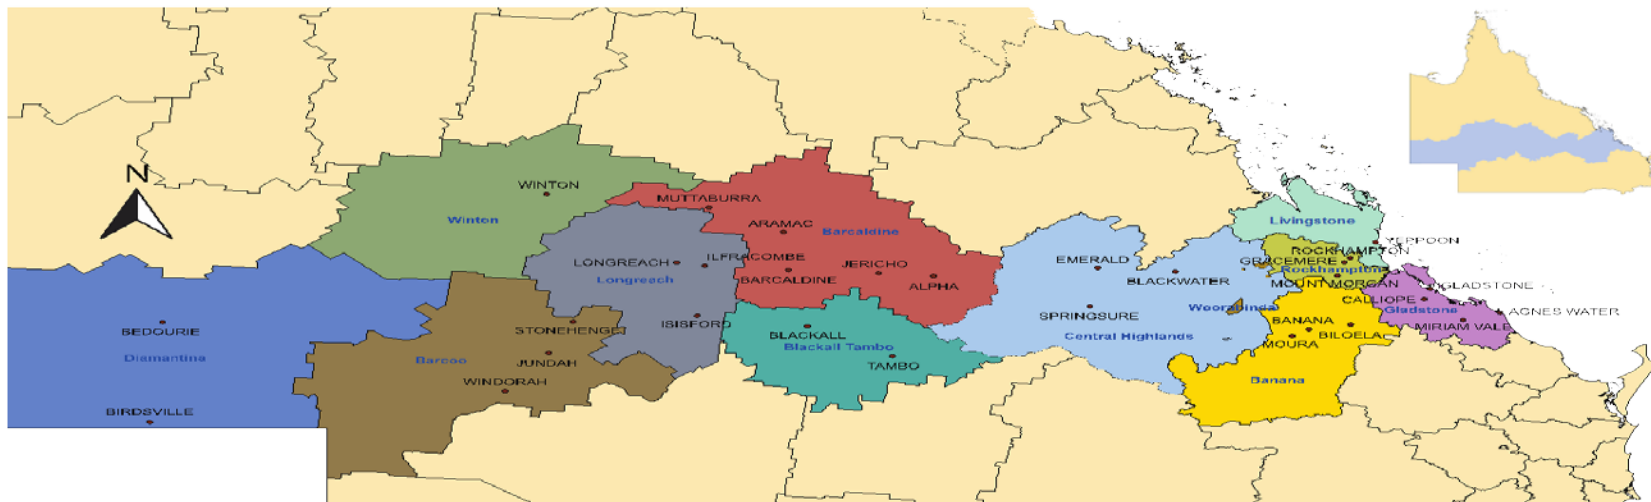 N
WINTON
Winton
MUTTABURRA
ARAMAC
Barcaldine
LONGREACH
ILFRACOMBE
Longreach
BARCALDINE
JERICHO
ALPHA
ISISFORD
BEDOURIE
Diamantina
BIRDSVILLE
STONEHENGE
Barcoo
JUNDAH
WINDORAH
BLACKALL
Blackall Tambo
TAMBO
EMERALD
BLACKWATER
SPRINGSURE
Central Highlands
Woorabinda
Livingstone
YEPPOON
ROCKHAMPTON
GRACEMERE
Rockhampton
MOUNT MORGAN
GLADSTONE
CALLIOPE
Gladstone
AGNES WATER
MIRIAM VALE
BANANA
BILOELA
MOURA
Banana